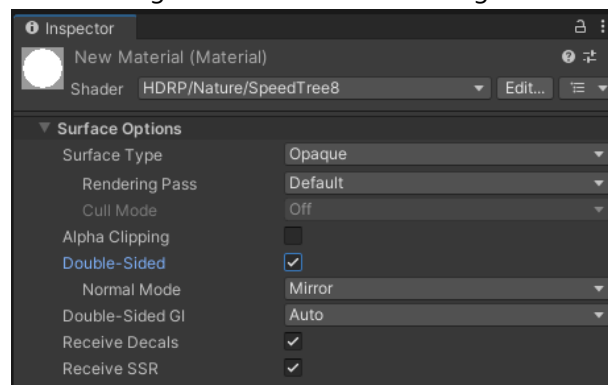 Inspector
New Material (Material)
Shader HDRP/Nature/SpeedTree8 Edit...
Surface Options
Surface Type Opaque
Rendering Pass Default
Cull Mode Off
Alpha Clipping
Double-Sided
Normal Mode Mirror
Double-Sided GI Auto
Receive Decals
Receive SSR